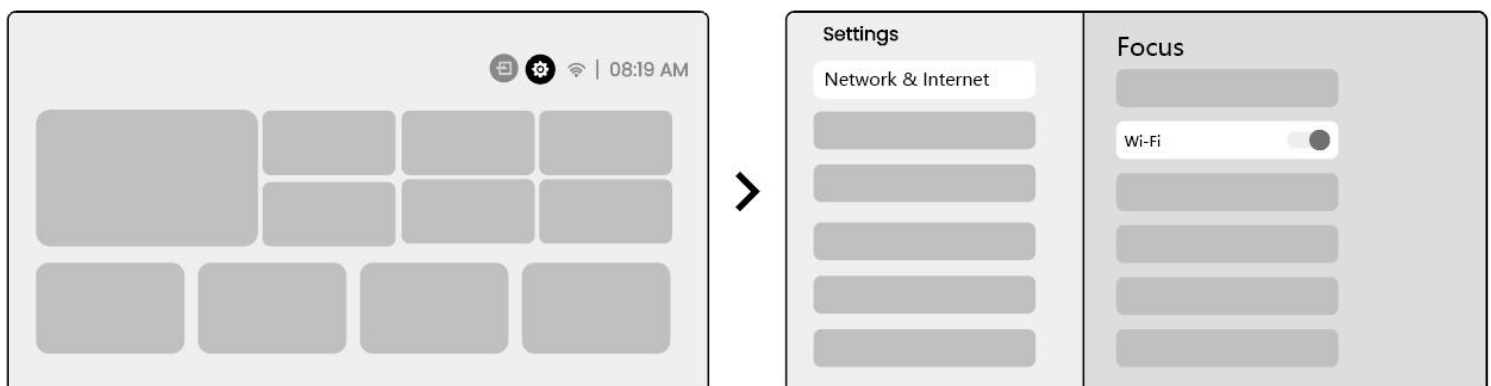 08:19 AM
Settings
Network & Internet
Focus
Wi-Fi